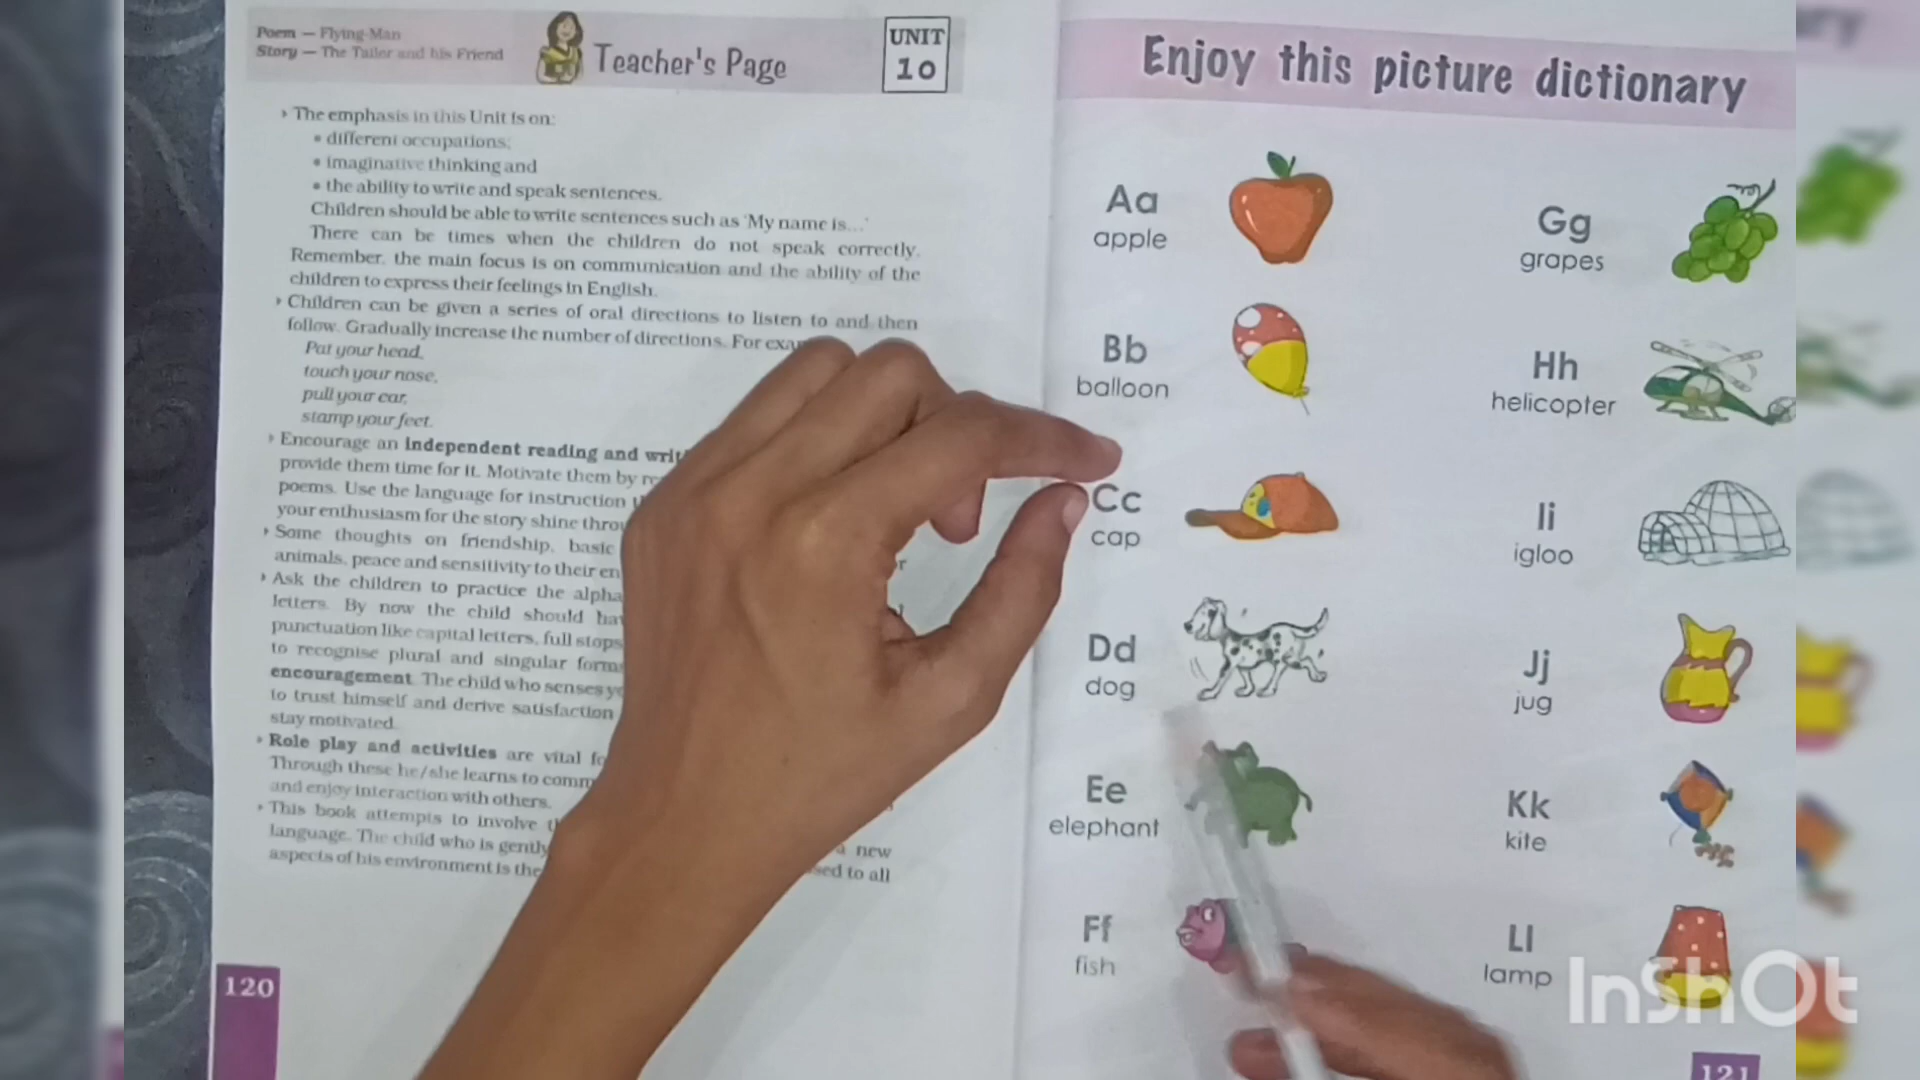 Poem — Flying-Man
Story — The Tailor and his Friend
Teacher's Page
UNIT
10
The emphasis in this Unit is on:
• different occupations;
• imaginative thinking and
• the ability to write and speak sentences.
Children should be able to write sentences such as 'My name is...'
There can be times when the children do not speak correctly.
Remember, the main focus is on communication and the ability of the
children to express their feelings in English.
Children can be given a series of oral directions to listen to and then
follow. Gradually increase the number of directions. For
Pat your head,
touch your nose,
pull your ear,
stamp your feet.
Encourage an independent reading and
provide them time for it. Motivate them by
poems. Use the language for instruction
your enthusiasm for the story shine
Some thoughts on friendship, basic
animals, peace and sensitivity to their
Ask the children to practice the
letters. By now the child should
punctuation like capital letters, full stops
to recognise plural and singular
encouragement. The child who senses
to trust himself and derive satisfaction
stay motivated.
Role play and activities are vital
Through these he/she learns to
and enjoy interaction with others.
This book attempts to involve
language. The child who is gently a new
aspects of his environment is to all
120
Enjoy this picture dictionary
Aa
apple
Bb
balloon
Cc
cap
Dd
dog
Ee
elephant
Ff
fish
Gg
grapes
Hh
helicopter
Ii
igloo
Jj
jug
Kk
kite
Ll
lamp
121
InShOt